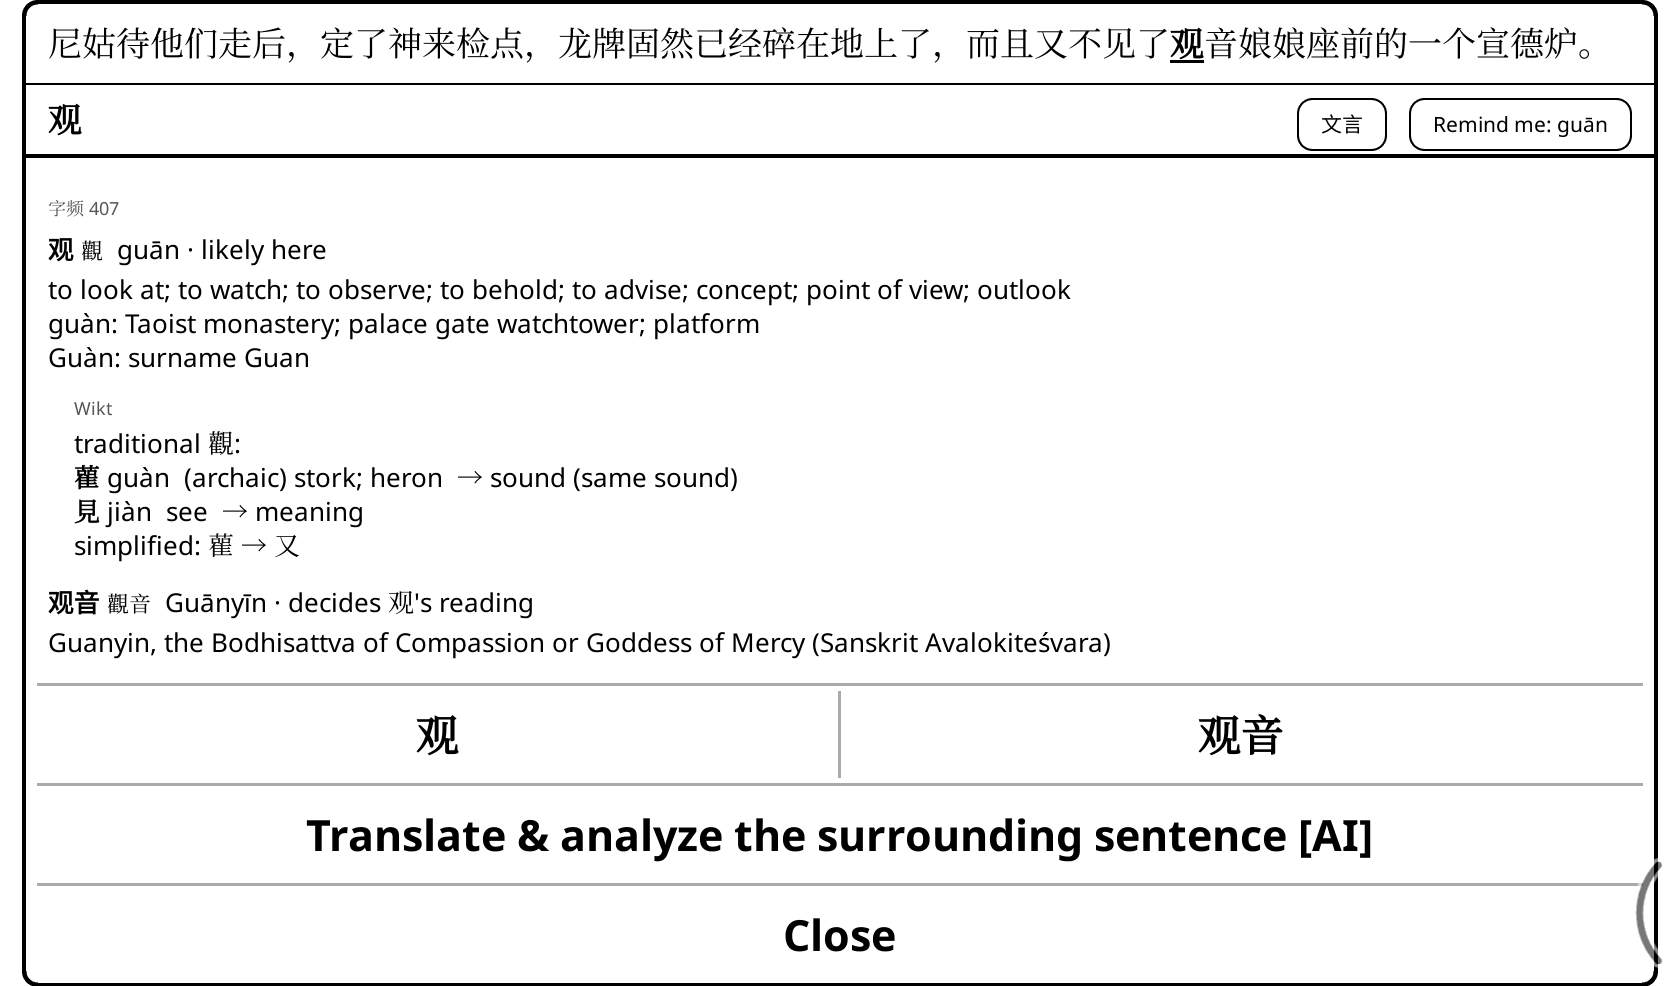 尼姑待他们走后，定了神来检点，龙牌固然已经碎在地上了，而且又不见了观音娘娘座前的一个宣德炉。
观
文言
Remind me: guān
字频 407
观 觀 guān · likely here
to look at; to watch; to observe; to behold; to advise; concept; point of view; outlook
guàn: Taoist monastery; palace gate watchtower; platform
Guàn: surname Guan
Wikt
traditional 觀:
雚 guàn (archaic) stork; heron → sound (same sound)
見 jiàn see → meaning
simplified: 雚 → 又
观音 觀音 Guānyīn · decides 观's reading
Guanyin, the Bodhisattva of Compassion or Goddess of Mercy (Sanskrit Avalokiteśvara)
观
观音
Translate & analyze the surrounding sentence [AI]
Close